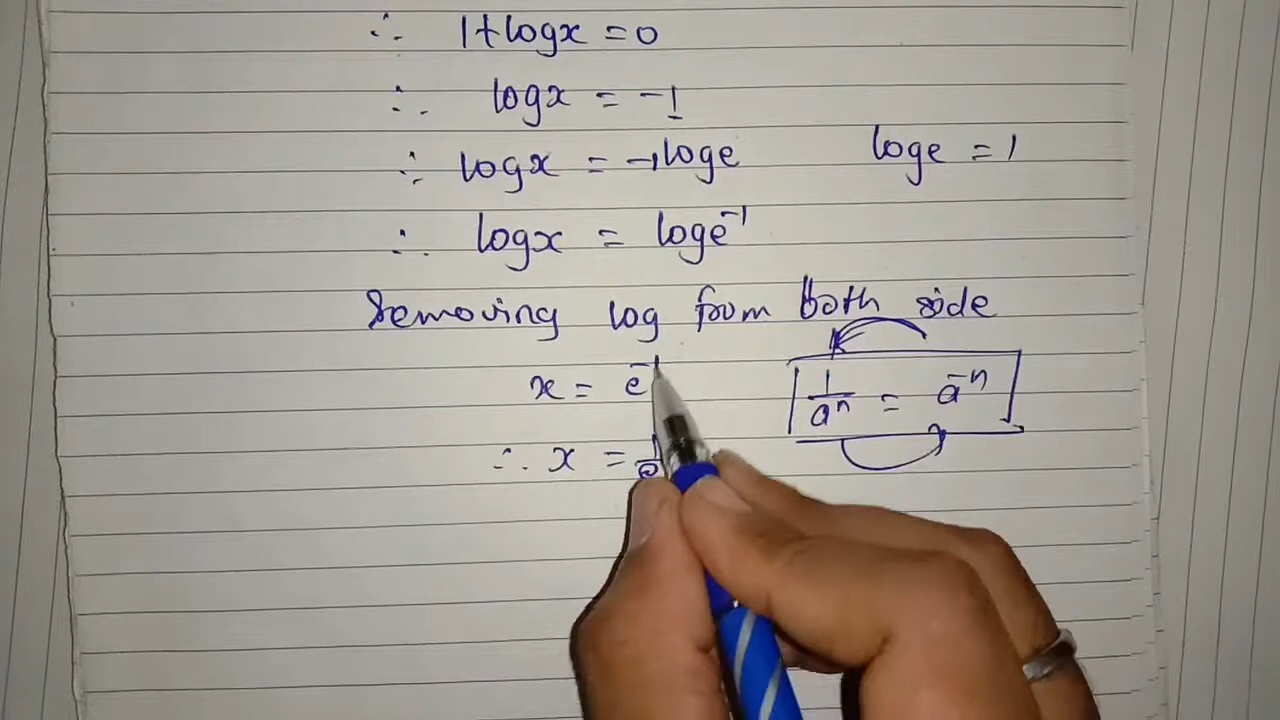 ∴ 1+logx = 0
∴ logx = -1
∴ logx = -1loge    loge = 1
∴ logx = loge⁻¹
Removing log from both side
x = e⁻¹    1/aⁿ = a⁻ⁿ
∴ x = 1/e